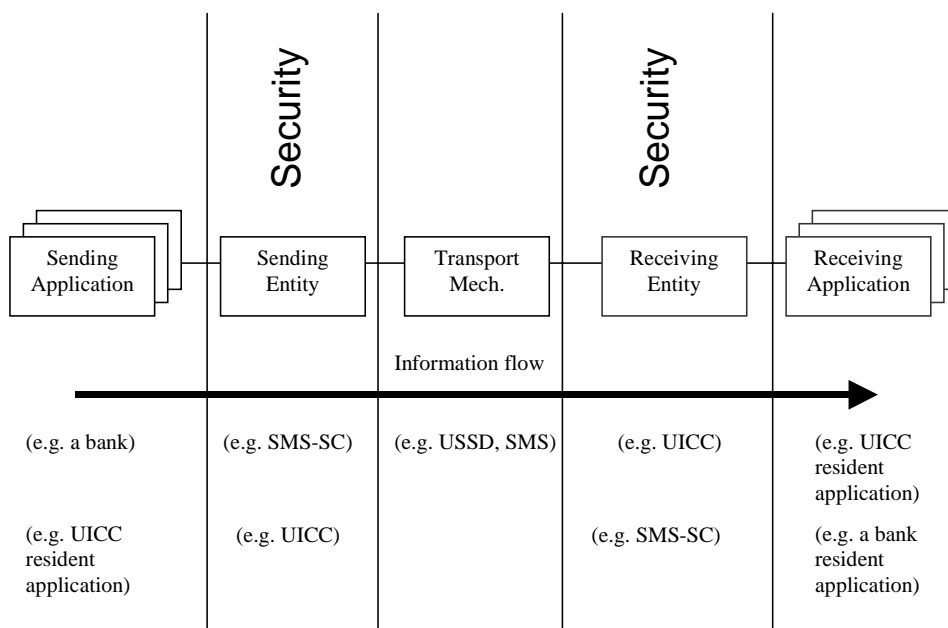 Security
Security
Sending
Application
Sending
Entity
Transport
Mech.
Receiving
Entity
Receiving
Application
Information flow
(e.g. a bank)
(e.g. SMS-SC)
(e.g. USSD, SMS)
(e.g. UICC)
(e.g. UICC
resident
application)
(e.g. UICC
resident
application)
(e.g. UICC)
(e.g. SMS-SC)
(e.g. a bank
resident
application)